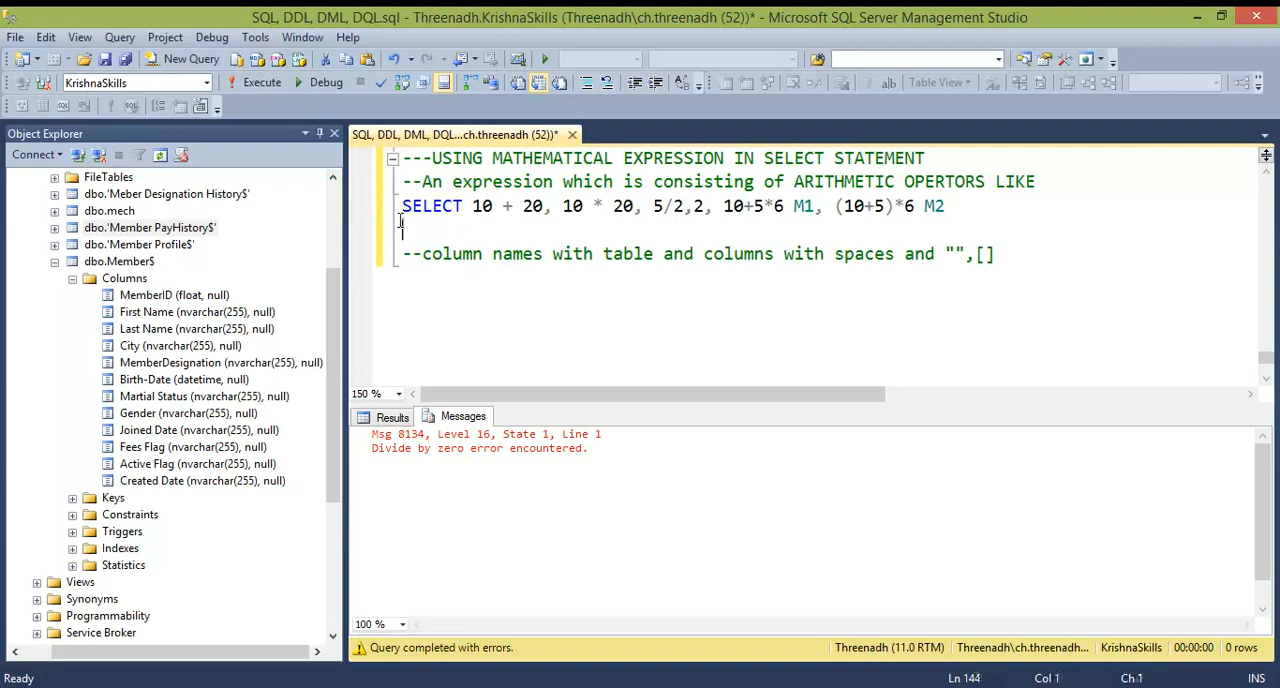 SQL, DDL, DML, DQL.sql - Threenadh.KrishnaSkills (Threenadh\ch.threenadh (52))* - Microsoft SQL Server Management Studio
File Edit View Query Project Debug Tools Window Help
New Query
KrishnaSkills Execute Debug Table View
Object Explorer
Connect
FileTables
dbo.'Meber Designation History$'
dbo.mech
dbo.'Member PayHistory$'
dbo.'Member Profile$'
dbo.Member$
Columns
MemberID (float, null)
First Name (nvarchar(255), null)
Last Name (nvarchar(255), null)
City (nvarchar(255), null)
MemberDesignation (nvarchar(255), null)
Birth-Date (datetime, null)
Martial Status (nvarchar(255), null)
Gender (nvarchar(255), null)
Joined Date (nvarchar(255), null)
Fees Flag (nvarchar(255), null)
Active Flag (nvarchar(255), null)
Created Date (nvarchar(255), null)
Keys
Constraints
Triggers
Indexes
Statistics
Views
Synonyms
Programmability
Service Broker
SQL, DDL, DML, DQL...ch.threenadh (52))*
---USING MATHEMATICAL EXPRESSION IN SELECT STATEMENT
--An expression which is consisting of ARITHMETIC OPERTORS LIKE
SELECT 10 + 20, 10 * 20, 5/2,2, 10+5*6 M1, (10+5)*6 M2
--column names with table and columns with spaces and "",[]
150 %
Results Messages
Msg 8134, Level 16, State 1, Line 1
Divide by zero error encountered.
100 %
Query completed with errors. Threenadh (11.0 RTM) Threenadh\ch.threenadh... KrishnaSkills 00:00:00 0 rows
Ready Ln 144 Col 1 Ch 1 INS